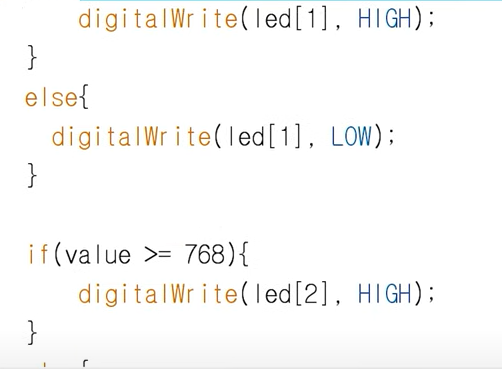 digitalWrite(led[1], HIGH);
}
else{
digitalWrite(led[1], LOW);
}
if(value >= 768){
digitalWrite(led[2], HIGH);
}